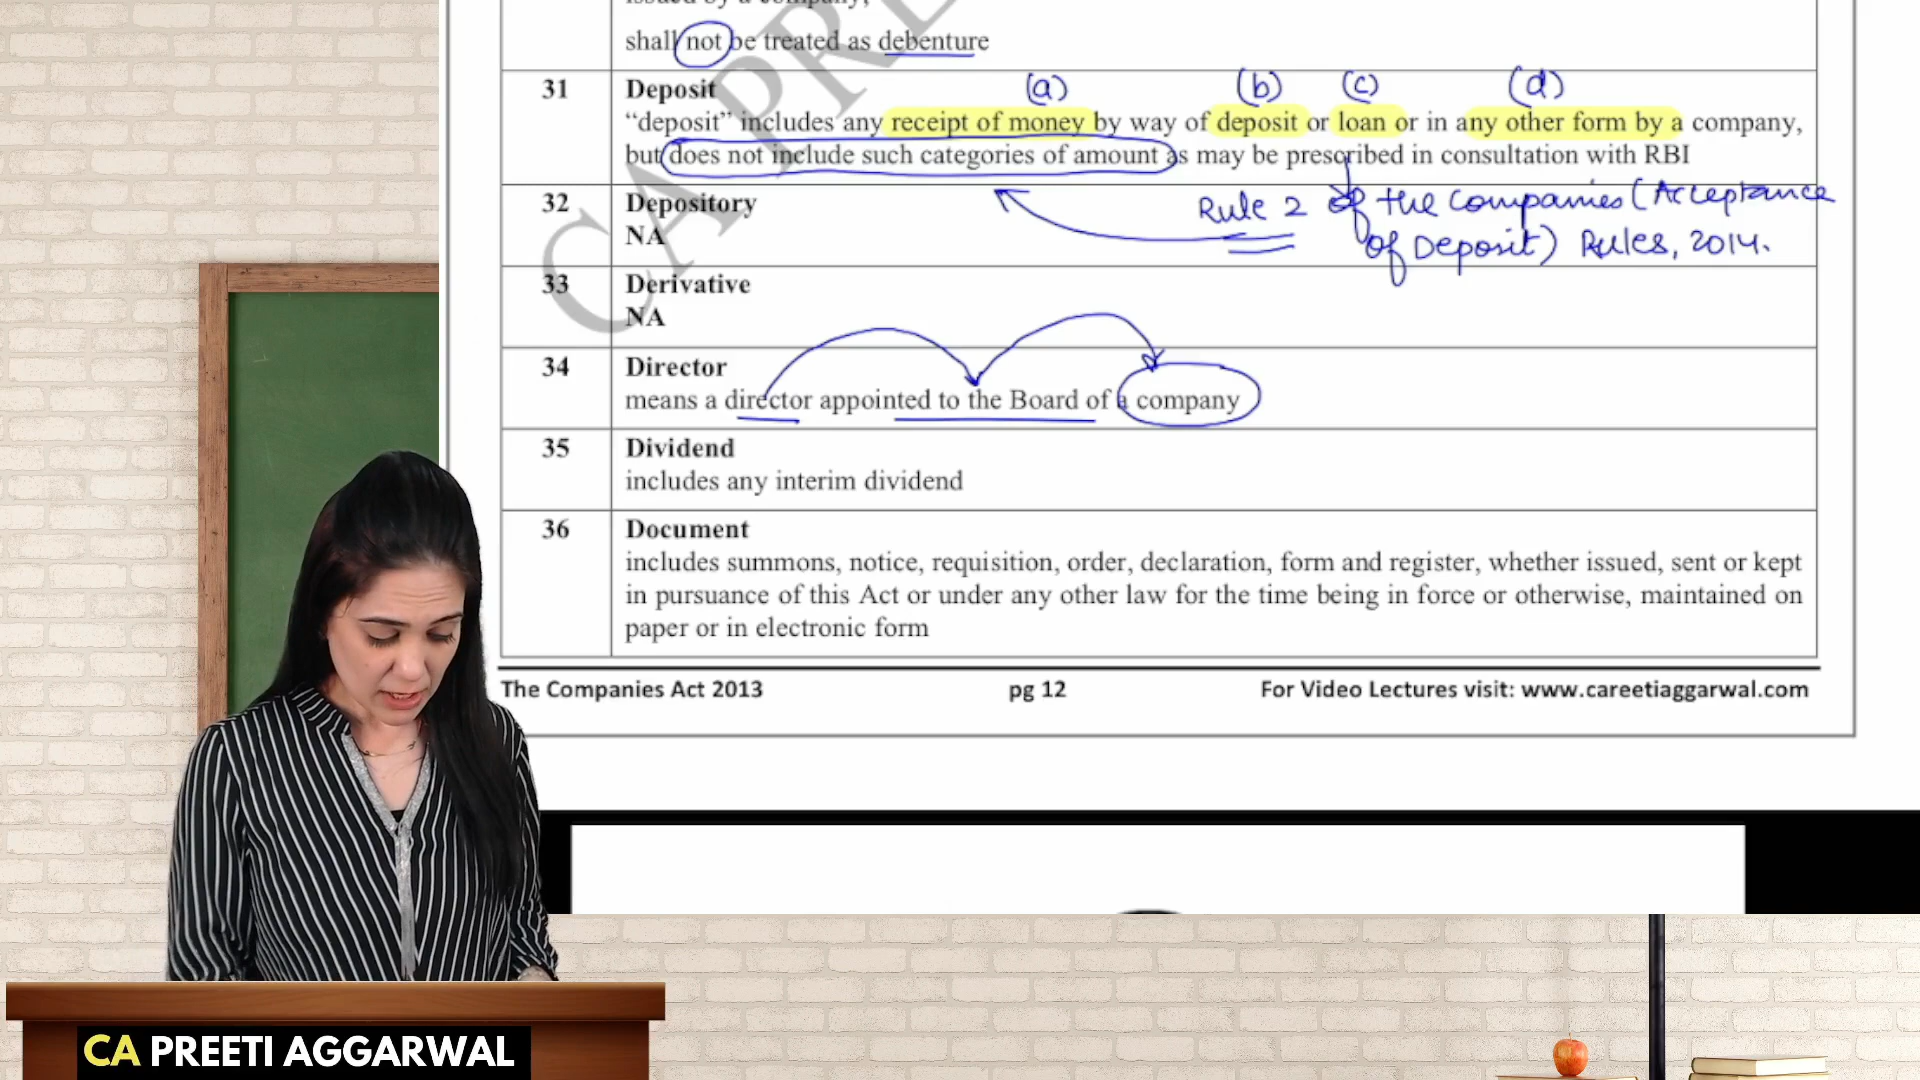 shall not be treated as debenture
31 Deposit (a) (b) (c) (d)
“deposit” includes any receipt of money by way of deposit or loan or in any other form by a company,
but does not include such categories of amount as may be prescribed in consultation with RBI
32 Depository
Rule 2 of the Companies (Acceptance
NA
of Deposit) Rules, 2014.
33 Derivative
NA
34 Director
means a director appointed to the Board of a company
35 Dividend
includes any interim dividend
36 Document
includes summons, notice, requisition, order, declaration, form and register, whether issued, sent or kept
in pursuance of this Act or under any other law for the time being in force or otherwise, maintained on
paper or in electronic form
The Companies Act 2013 pg 12 For Video Lectures visit: www.careetiaggarwal.com
CA PRE
CA PREETI AGGARWAL